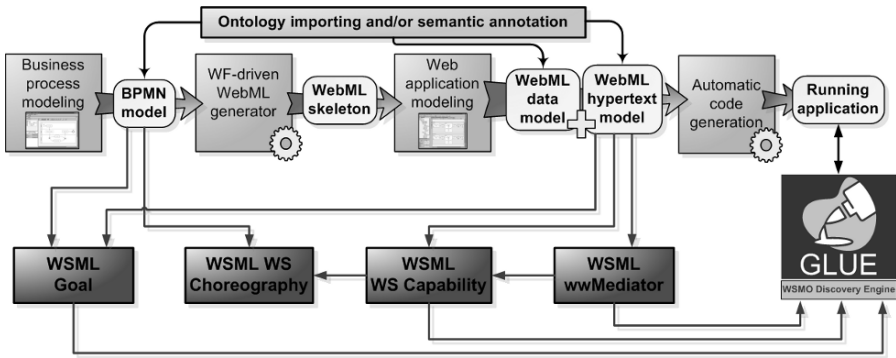 Ontology importing and/or semantic annotation
Business
process
modeling
BPMN
model
WF-driven
WebML
generator
WebML
skeleton
Web
application
modeling
WebML
data
model
WebML
hypertext
model
Automatic
code
generation
Running
application
WSML
Goal
WSML WS
Choreography
WSML
WS Capability
WSML
wwMediator
GLUE
WSMO Discovery Engine